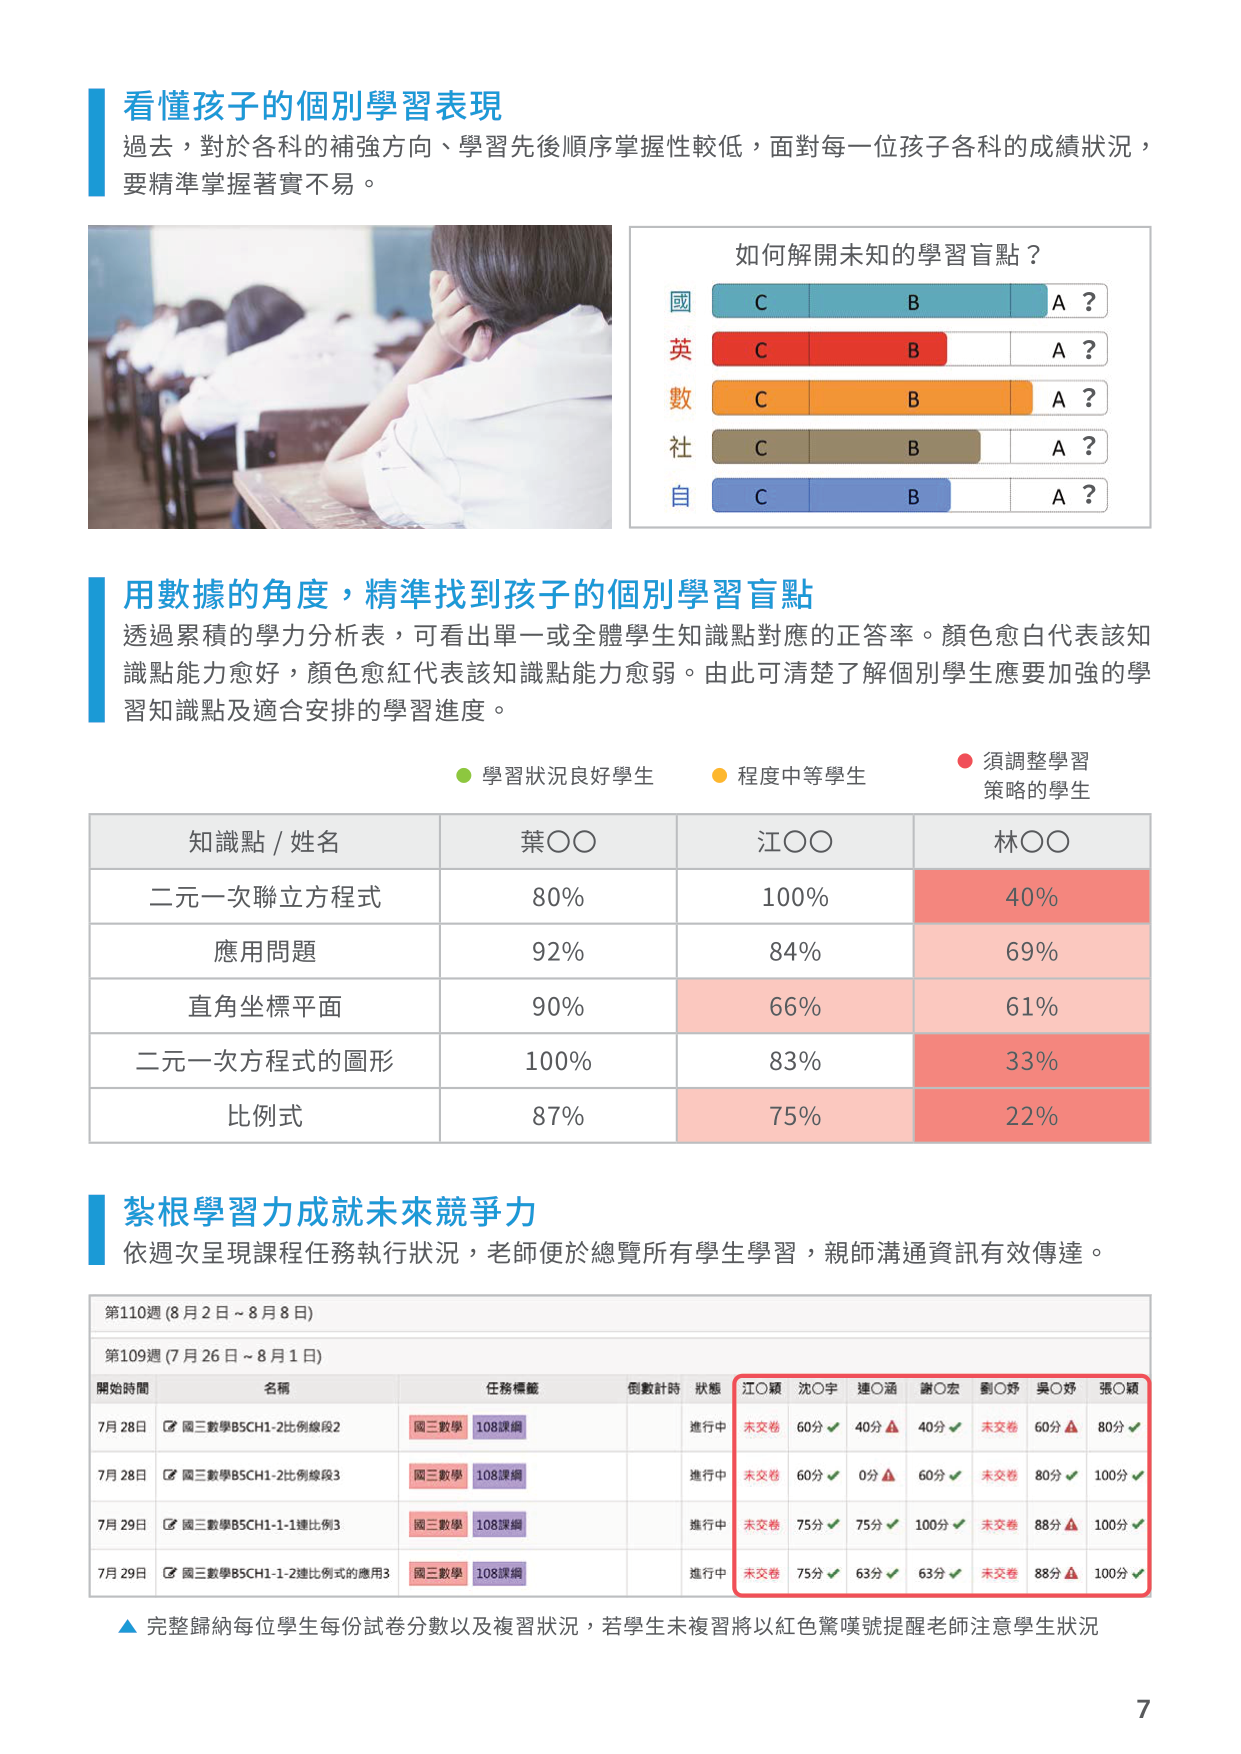 看懂孩子的個別學習表現
過去，對於各科的補強方向、學習先後順序掌握性較低，面對每一位孩子各科的成績狀況，
要精準掌握著實不易。
如何解開未知的學習盲點？
國 C B A ?
英 C B A ?
數 C B A ?
社 C B A ?
自 C B A ?
用數據的角度，精準找到孩子的個別學習盲點
透過累積的學力分析表，可看出單一或全體學生知識點對應的正答率。顏色愈白代表該知
識點能力愈好，顏色愈紅代表該知識點能力愈弱。由此可清楚了解個別學生應要加強的學
習知識點及適合安排的學習進度。
● 學習狀況良好學生 ● 程度中等學生 ● 須調整學習
策略的學生
知識點 / 姓名 葉〇〇 江〇〇 林〇〇
二元一次聯立方程式 80% 100% 40%
應用問題 92% 84% 69%
直角坐標平面 90% 66% 61%
二元一次方程式的圖形 100% 83% 33%
比例式 87% 75% 22%
紮根學習力成就未來競爭力
依週次呈現課程任務執行狀況，老師便於總覽所有學生學習，親師溝通資訊有效傳達。
第110週 (8 月 2 日 ~ 8 月 8 日)
第109週 (7 月 26 日 ~ 8 月 1 日)
開始時間 名稱 任務標籤 倒數計時 狀態 江〇穎 沈〇宇 連〇涵 謝〇宏 劉〇妤 吳〇妤 張〇穎
7月 28日 國三數學B5CH1-2比例線段2 國三數學 108課綱 進行中 未交卷 60分 40分 40分 未交卷 60分 80分
7月 28日 國三數學B5CH1-2比例線段3 國三數學 108課綱 進行中 未交卷 60分 0分 60分 未交卷 80分 100分
7月 29日 國三數學B5CH1-1-1連比例3 國三數學 108課綱 進行中 未交卷 75分 75分 100分 未交卷 88分 100分
7月 29日 國三數學B5CH1-1-2連比例式的應用3 國三數學 108課綱 進行中 未交卷 75分 63分 63分 未交卷 88分 100分
▲ 完整歸納每位學生每份試卷分數以及複習狀況，若學生未複習將以紅色驚嘆號提醒老師注意學生狀況
7